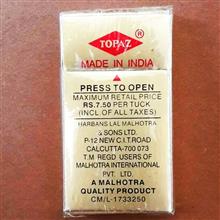 TOPAZ ®
MADE IN INDIA
PRESS TO OPEN
MAXIMUM RETAIL PRICE
RS.7.50 PER TUCK
(INCL OF ALL TAXES)
HARBANS LAL MALHOTRA
& SONS LTD.
P-12 NEW C.I.T. ROAD
CALCUTTA-700 073
T.M REGD USERS OF
MALHOTRA INTERNATIONAL
PVT. LTD.
A MALHOTRA
QUALITY PRODUCT
CM/L-1733250